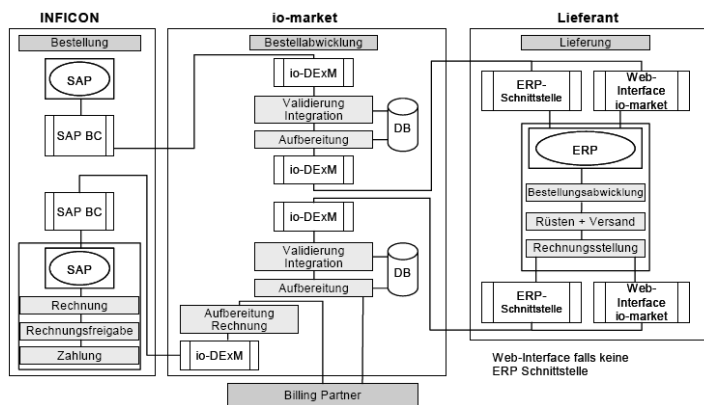 INFICON
Bestellung
SAP
SAP BC
SAP BC
SAP
Rechnung
Rechnungsfreigabe
Zahlung
io-market
Bestellabwicklung
io-DExM
Validierung
Integration
DB
Aufbereitung
io-DExM
io-DExM
Validierung
Integration
DB
Aufbereitung
Aufbereitung
Rechnung
io-DExM
Billing Partner
Lieferant
Lieferung
ERP-
Schnittstelle
Web-
Interface
io-market
ERP
Bestellungsabwicklung
Rüsten + Versand
Rechnungsstellung
ERP-
Schnittstelle
Web-
Interface
io-market
Web-Interface falls keine
ERP Schnittstelle